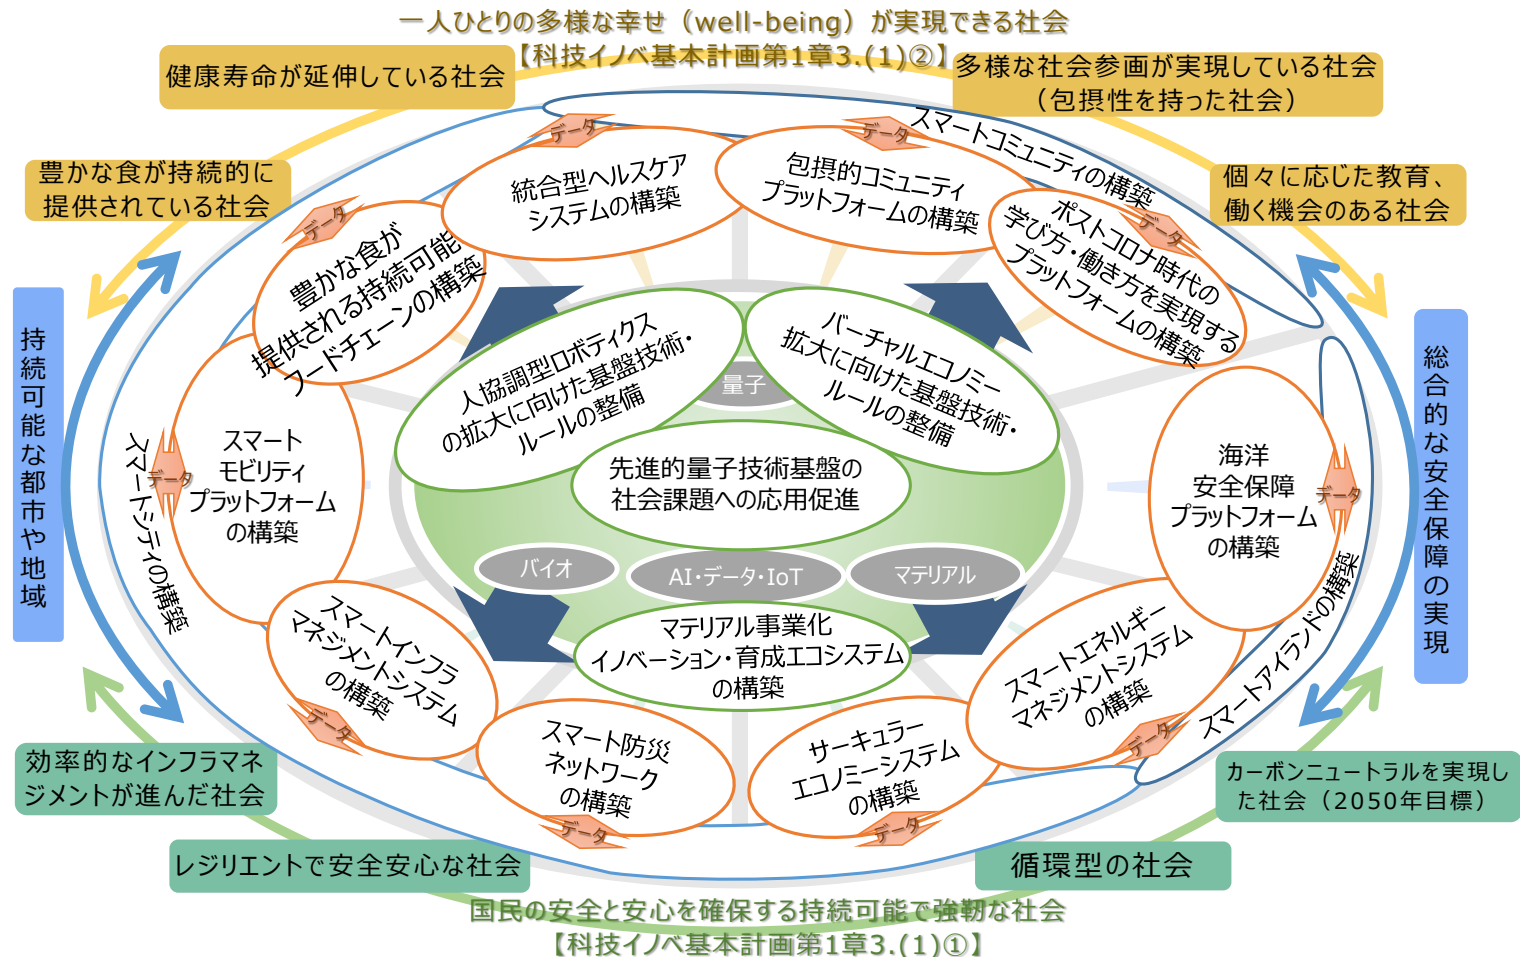 一人ひとりの多様な幸せ（well-being）が実現できる社会
【科技イノベ基本計画第1章3.(1)②】
健康寿命が延伸している社会
多様な社会参画が実現している社会
（包摂性を持った社会）
豊かな食が持続的に
提供されている社会
個々に応じた教育、
働く機会のある社会
スマートコミュニティの構築
データ
統合型ヘルスケア
システムの構築
データ
包摂的コミュニティ
プラットフォームの構築
データ
ポストコロナ時代の
学び方・働き方を実現する
プラットフォームの構築
データ
豊かな食が
提供される持続可能
フードチェーンの構築
人協調型ロボティクス
の拡大に向けた基盤技術・
ルールの整備
バーチャルエコノミー
拡大に向けた基盤技術・
ルールの整備
量子
先進的量子技術基盤の
社会課題への応用促進
持続可能な都市や地域
総合的な安全保障の実現
スマートシティの構築
データ
スマート
モビリティ
プラットフォーム
の構築
海洋
安全保障
プラットフォーム
の構築
データ
スマートアイランドの構築
バイオ
AI・データ・IoT
マテリアル
マテリアル事業化
イノベーション・育成エコシステム
の構築
スマートインフラ
マネジメントシステム
の構築
データ
スマート防災
ネットワーク
の構築
データ
サーキュラー
エコノミーシステム
の構築
データ
スマートエネルギー
マネジメントシステム
の構築
データ
効率的なインフラマネ
ジメントが進んだ社会
カーボンニュートラルを実現し
た社会（2050年目標）
レジリエントで安全安心な社会
循環型の社会
国民の安全と安心を確保する持続可能で強靭な社会
【科技イノベ基本計画第1章3.(1)①】